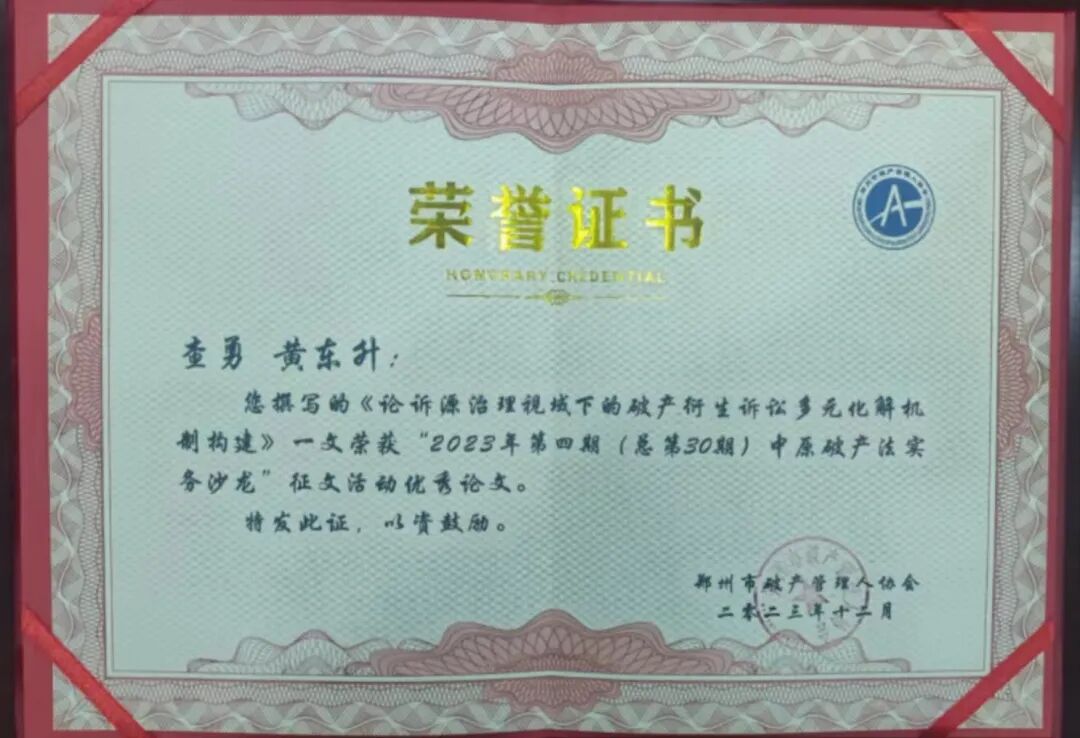 荣誉证书
HONORARY CREDENTIAL
查勇 黄东升：
您撰写的《论诉源治理视域下的破产衍生诉讼多元化解机
制构建》一文荣获“2023年第四期（总第30期）中原破产法实
务沙龙”征文活动优秀论文。
特发此证，以资鼓励。
郑州市破产管理人协会
二零二三年十二月